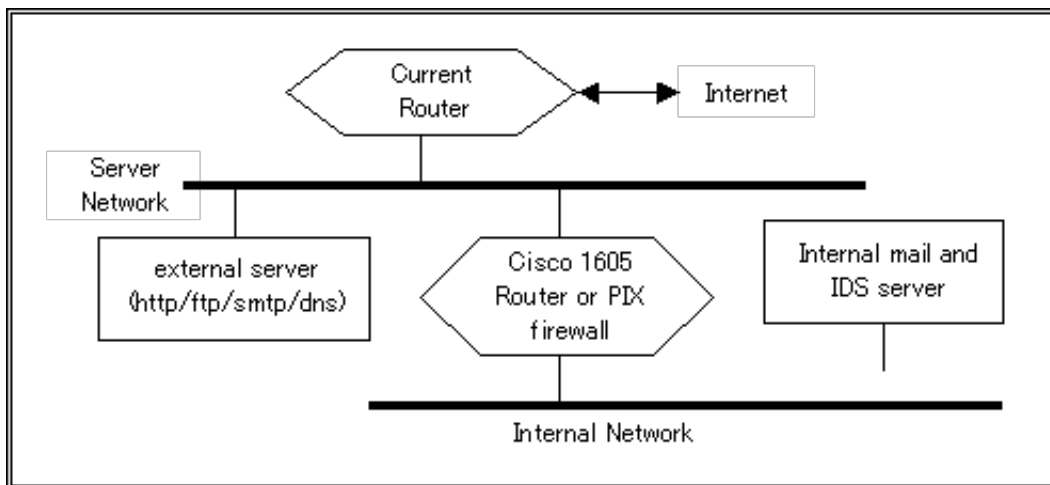 Current
Router
Internet
Server
Network
external server
(http/ftp/smtp/dns)
Cisco 1605
Router or PIX
firewall
Internal mail and
IDS server
Internal Network